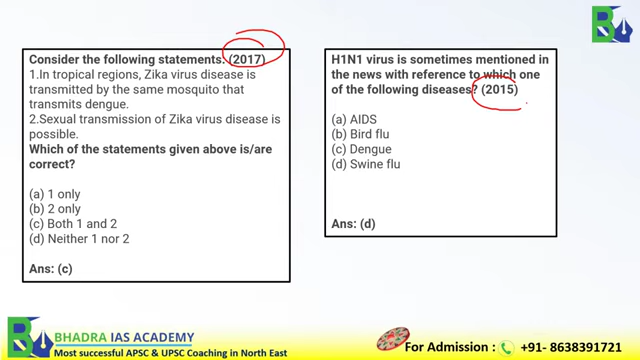 Consider the following statements: (2017)
1.In tropical regions, Zika virus disease is
transmitted by the same mosquito that
transmits dengue.
2.Sexual transmission of Zika virus disease is
possible.
Which of the statements given above is/are
correct?
(a) 1 only
(b) 2 only
(c) Both 1 and 2
(d) Neither 1 nor 2
Ans: (c)
H1N1 virus is sometimes mentioned in
the news with reference to which one
of the following diseases? (2015)
(a) AIDS
(b) Bird flu
(c) Dengue
(d) Swine flu
Ans: (d)
BHADRA IAS ACADEMY
Most successful APSC & UPSC Coaching in North East
For Admission : +91- 8638391721